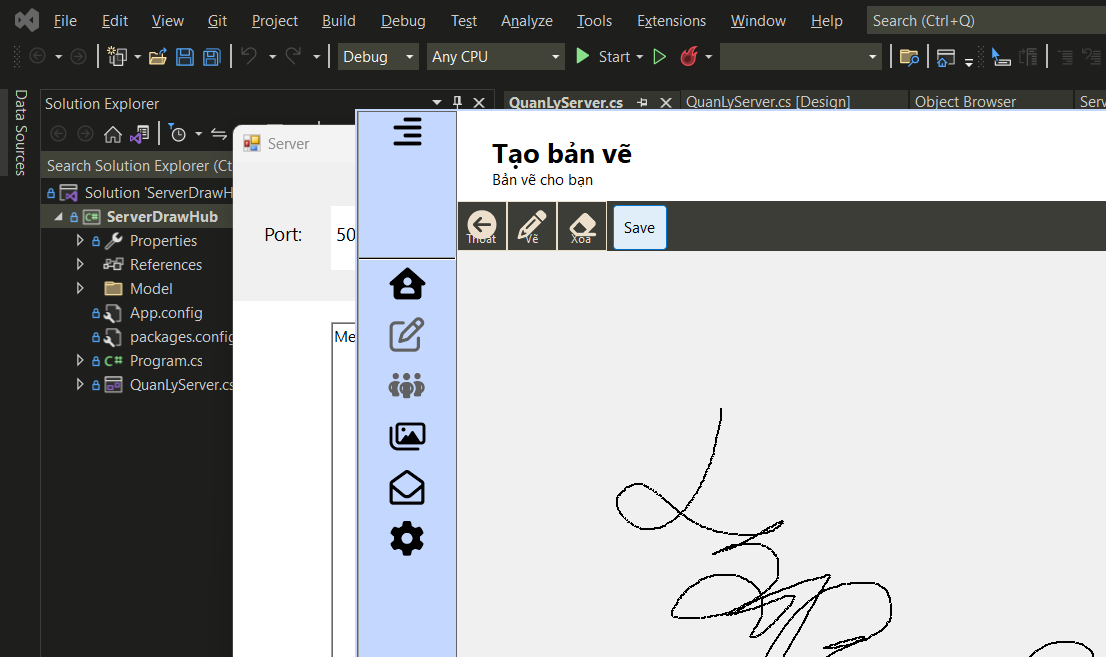 File Edit View Git Project Build Debug Test Analyze Tools Extensions Window Help Search (Ctrl+Q)
Debug Any CPU Start
Data Sources
Solution Explorer
QuanLyServer.cs QuanLyServer.cs [Design] Object Browser Serv
Search Solution Explorer (Ct
Solution 'ServerDrawH
ServerDrawHub
Properties
References
Model
App.config
packages.config
Program.cs
QuanLyServer.cs
Server
Port: 50
Me
Tạo bản vẽ
Bản vẽ cho bạn
Thoát Vẽ Xóa Save